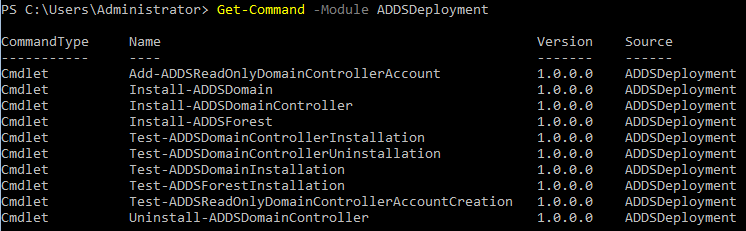 PS C:\Users\Administrator> Get-Command -Module ADDSDeployment
CommandType Name Version Source
----------- ---- ------- ------
Cmdlet Add-ADDSReadOnlyDomainControllerAccount 1.0.0.0 ADDSDeployment
Cmdlet Install-ADDSDomain 1.0.0.0 ADDSDeployment
Cmdlet Install-ADDSDomainController 1.0.0.0 ADDSDeployment
Cmdlet Install-ADDSForest 1.0.0.0 ADDSDeployment
Cmdlet Test-ADDSDomainControllerInstallation 1.0.0.0 ADDSDeployment
Cmdlet Test-ADDSDomainControllerUninstallation 1.0.0.0 ADDSDeployment
Cmdlet Test-ADDSDomainInstallation 1.0.0.0 ADDSDeployment
Cmdlet Test-ADDSForestInstallation 1.0.0.0 ADDSDeployment
Cmdlet Test-ADDSReadOnlyDomainControllerAccountCreation 1.0.0.0 ADDSDeployment
Cmdlet Uninstall-ADDSDomainController 1.0.0.0 ADDSDeployment